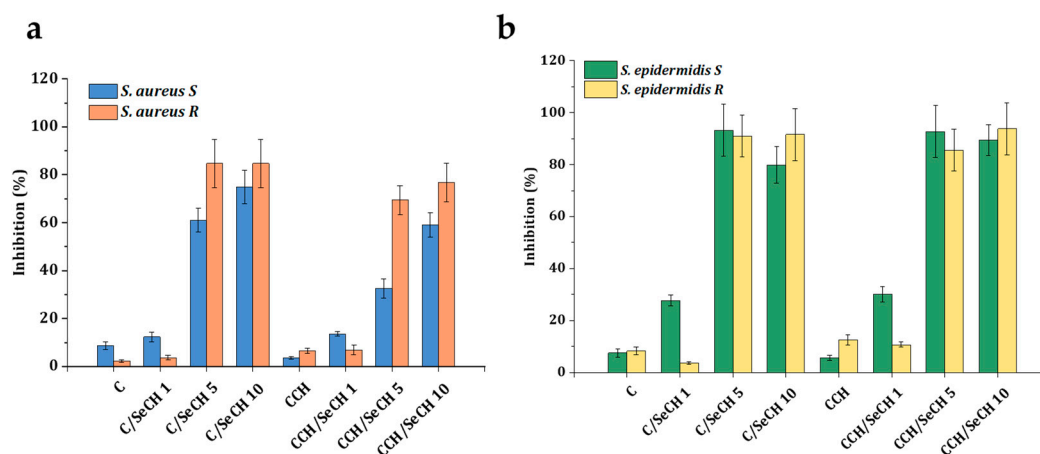 a
120
100
80
60
40
20
0
Inhibition (%)
S. aureus S
S. aureus R
C
C/SeCH 1
C/SeCH 5
C/SeCH 10
CCH
CCH/SeCH 1
CCH/SeCH 5
CCH/SeCH 10
b
120
100
80
60
40
20
0
Inhibition (%)
S. epidermidis S
S. epidermidis R
C
C/SeCH 1
C/SeCH 5
C/SeCH 10
CCH
CCH/SeCH 1
CCH/SeCH 5
CCH/SeCH 10